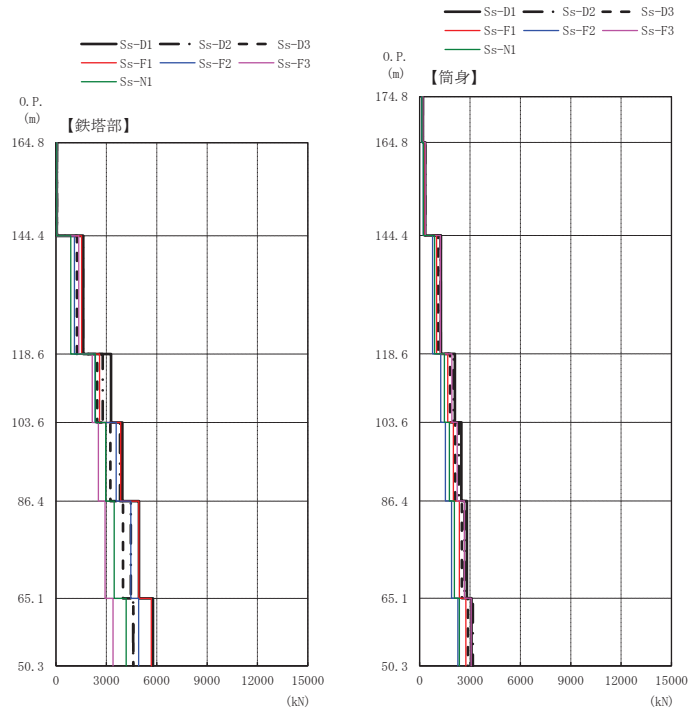 Ss-D1 Ss-D2 Ss-D3
Ss-F1 Ss-F2 Ss-F3
Ss-N1
O.P.
(m)
【鉄塔部】
164.8
144.4
118.6
103.6
86.4
65.1
50.3
0 3000 6000 9000 12000 15000
(kN)
Ss-D1 Ss-D2 Ss-D3
Ss-F1 Ss-F2 Ss-F3
Ss-N1
O.P.
(m)
【筒身】
174.8
164.8
144.4
118.6
103.6
86.4
65.1
50.3
0 3000 6000 9000 12000 15000
(kN)